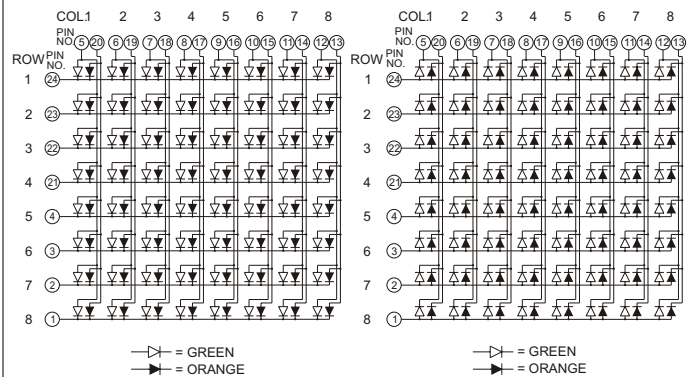 COL.1 2 3 4 5 6 7 8
PIN NO. 5 20 6 19 7 18 8 17 9 16 10 15 11 14 12 13
ROW PIN NO.
1 24
2 23
3 22
4 21
5 4
6 3
7 2
8 1
= GREEN
= ORANGE
COL.1 2 3 4 5 6 7 8
PIN NO. 5 20 6 19 7 18 8 17 9 16 10 15 11 14 12 13
ROW PIN NO.
1 24
2 23
3 22
4 21
5 4
6 3
7 2
8 1
= GREEN
= ORANGE